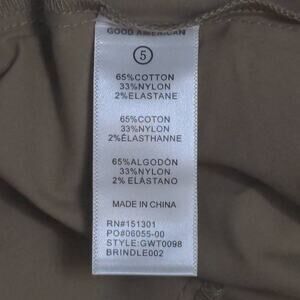 GOOD AMERICAN
5
65%COTTON
33%NYLON
2%ELASTANE
65%COTON
33%NYLON
2%ÉLASTHANNE
65%ALGODÓN
33%NYLON
2% ELASTANO
MADE IN CHINA
RN#151301
PO#06055-00
STYLE:GWT0098
BRINDLE002